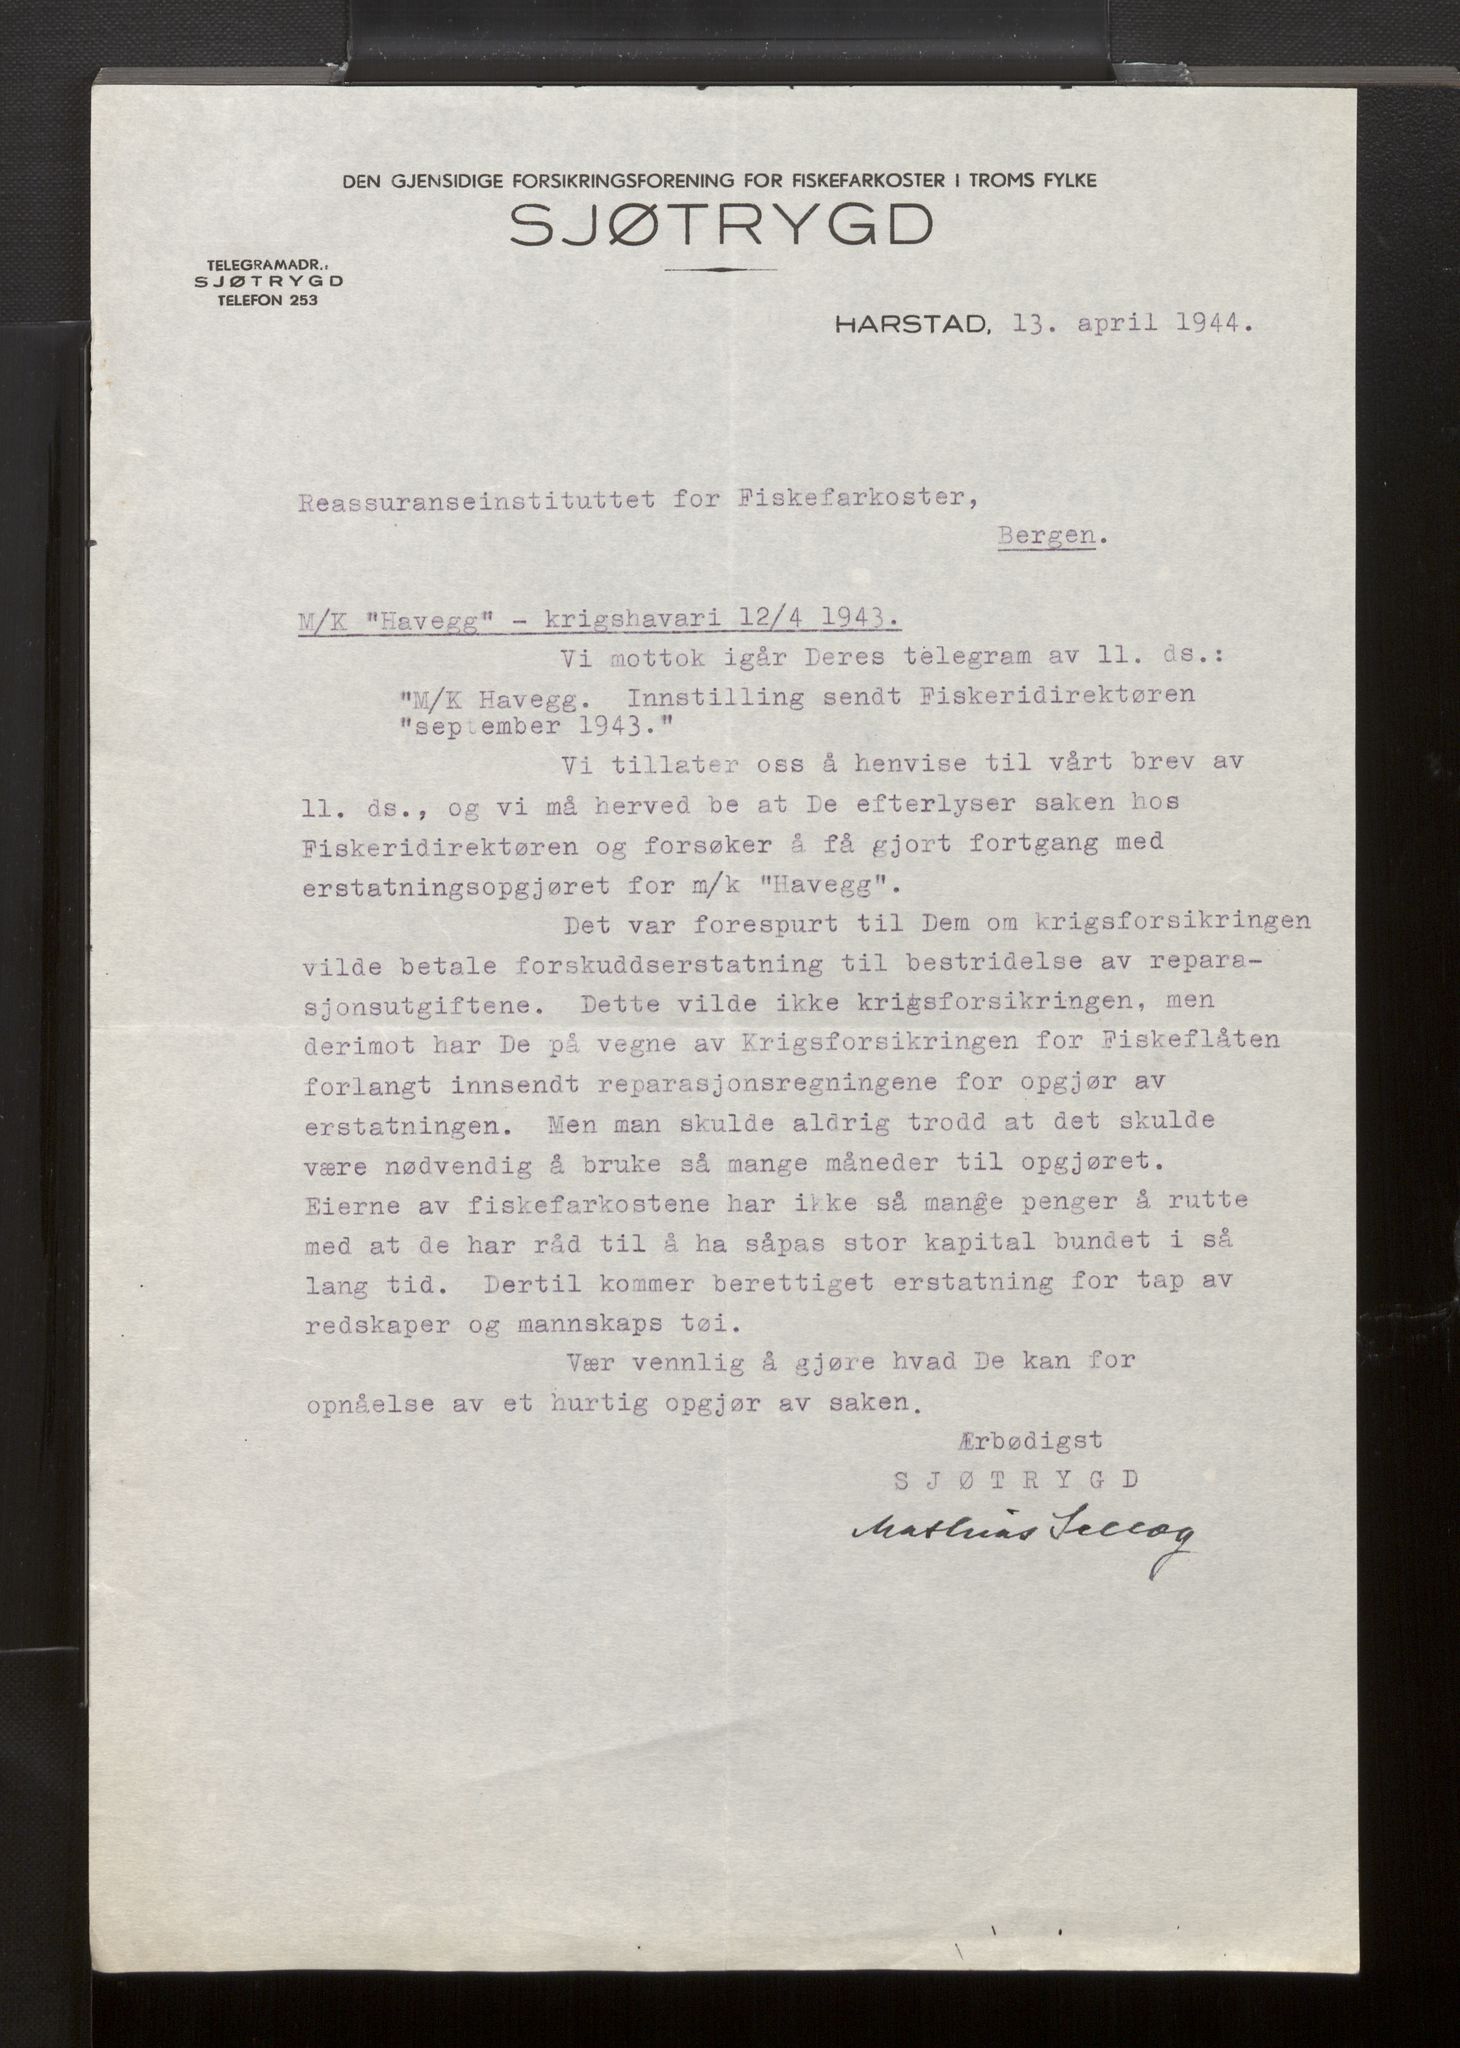 DEN GJENSIDIGE FORSIKRINGSFORENING FOR FISKEFARKOSTER I TROMS FYLKE
SJØTRYGD
TELEGRAMADR.:
SJØTRYGD
TELEFON 253
HARSTAD, 13. april 1944.
Reassuranseinstituttet for Fiskefarkoster,
Bergen.
M/K "Havegg" - krigshavari 12/4 1943.
Vi mottok igår Deres telegram av 11. ds.:
"M/K Havegg. Innstilling sendt Fiskeridirektøren
"september 1943."
Vi tillater oss å henvise til vårt brev av
11. ds., og vi må herved be at De efterlyser saken hos
Fiskeridirektøren og forsøker å få gjort fortgang med
erstatningsopgjøret for m/k "Havegg".
Det var forespurt til Dem om krigsforsikringen
vilde betale forskuddserstatning til bestridelse av repara-
sjonsutgiftene. Dette vilde ikke krigsforsikringen, men
derimot har De på vegne av Krigsforsikringen for Fiskeflåten
forlangt innsendt reparasjonsregningene for opgjør av
erstatningen. Men man skulde aldrig trodd at det skulde
være nødvendig å bruke så mange måneder til opgjøret.
Eierne av fiskefarkostene har ikke så mange penger å rutte
med at de har råd til å ha såpas stor kapital bundet i så
lang tid. Dertil kommer berettiget erstatning for tap av
redskaper og mannskaps tøi.
Vær vennlig å gjøre hvad De kan for
opnåelse av et hurtig opgjør av saken.
Ærbødigst
S J Ø T R Y G D
Mathias